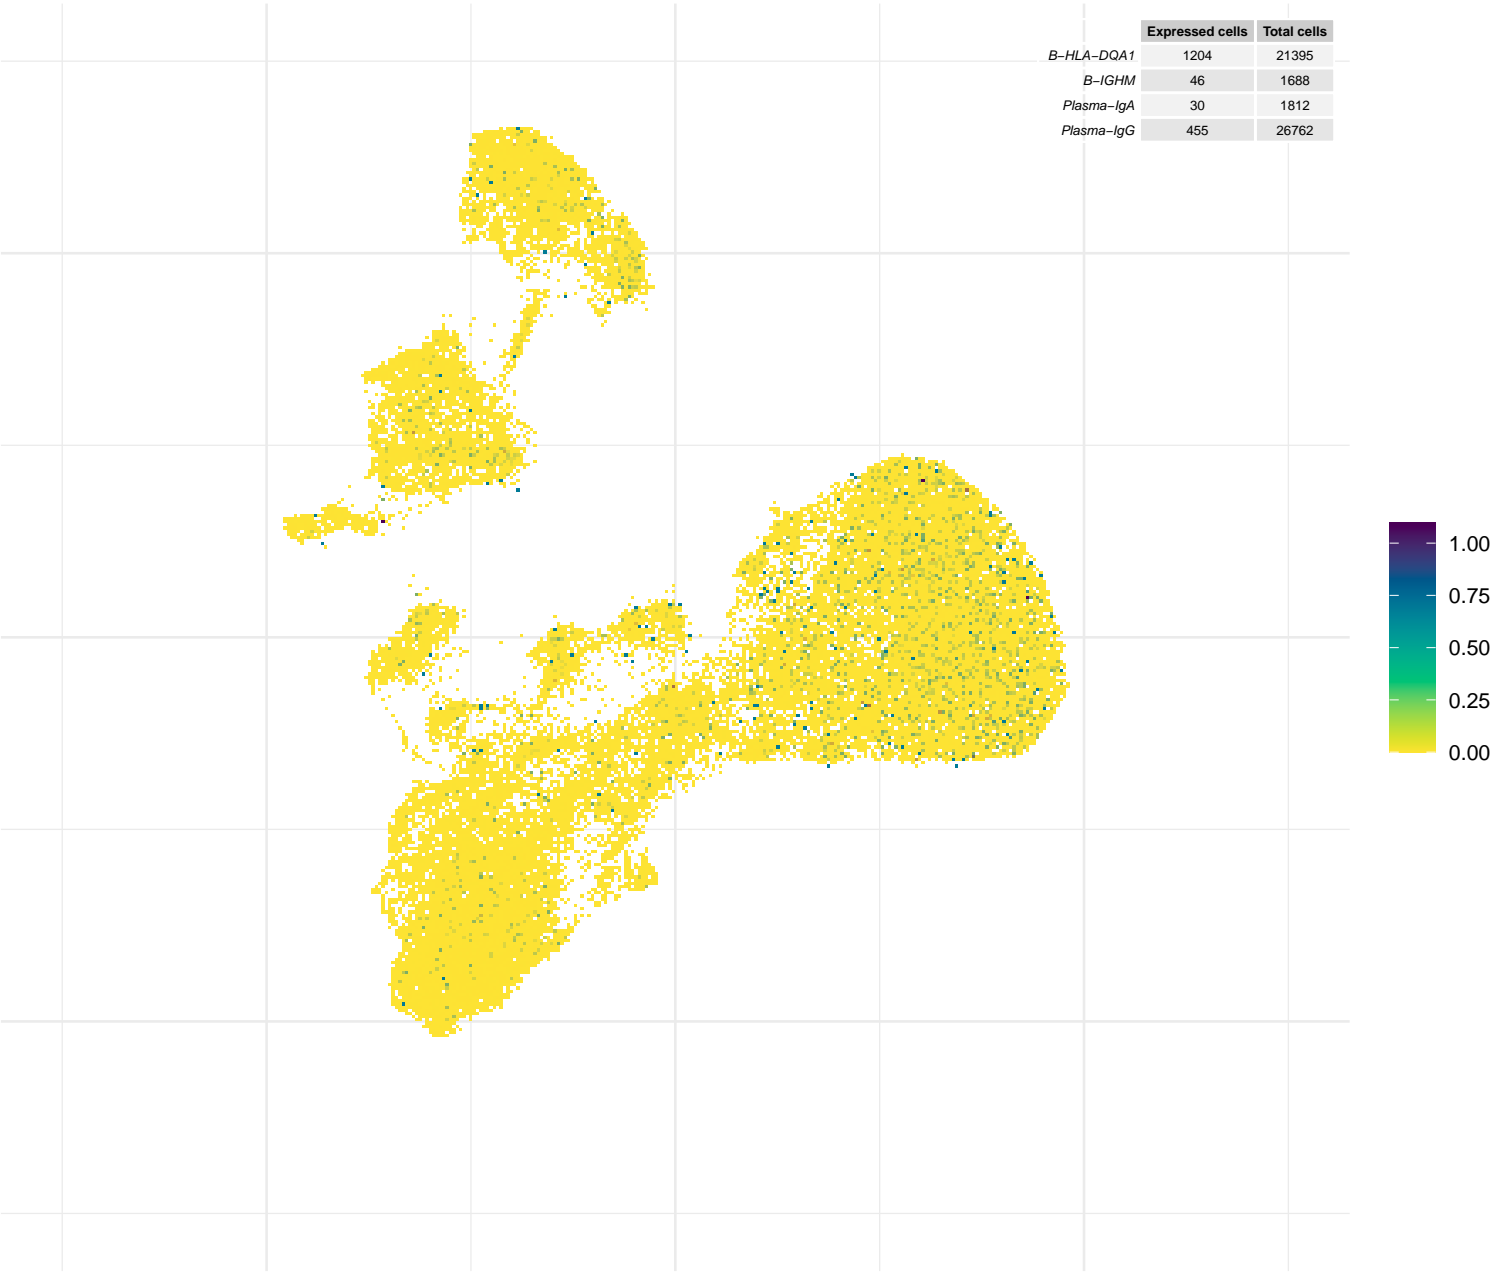 Expressed cells Total cells
B−HLA−DQA1 1204 21395
B−IGHM 46 1688
Plasma−IgA 30 1812
Plasma−IgG 455 26762
1.00
0.75
0.50
0.25
0.00